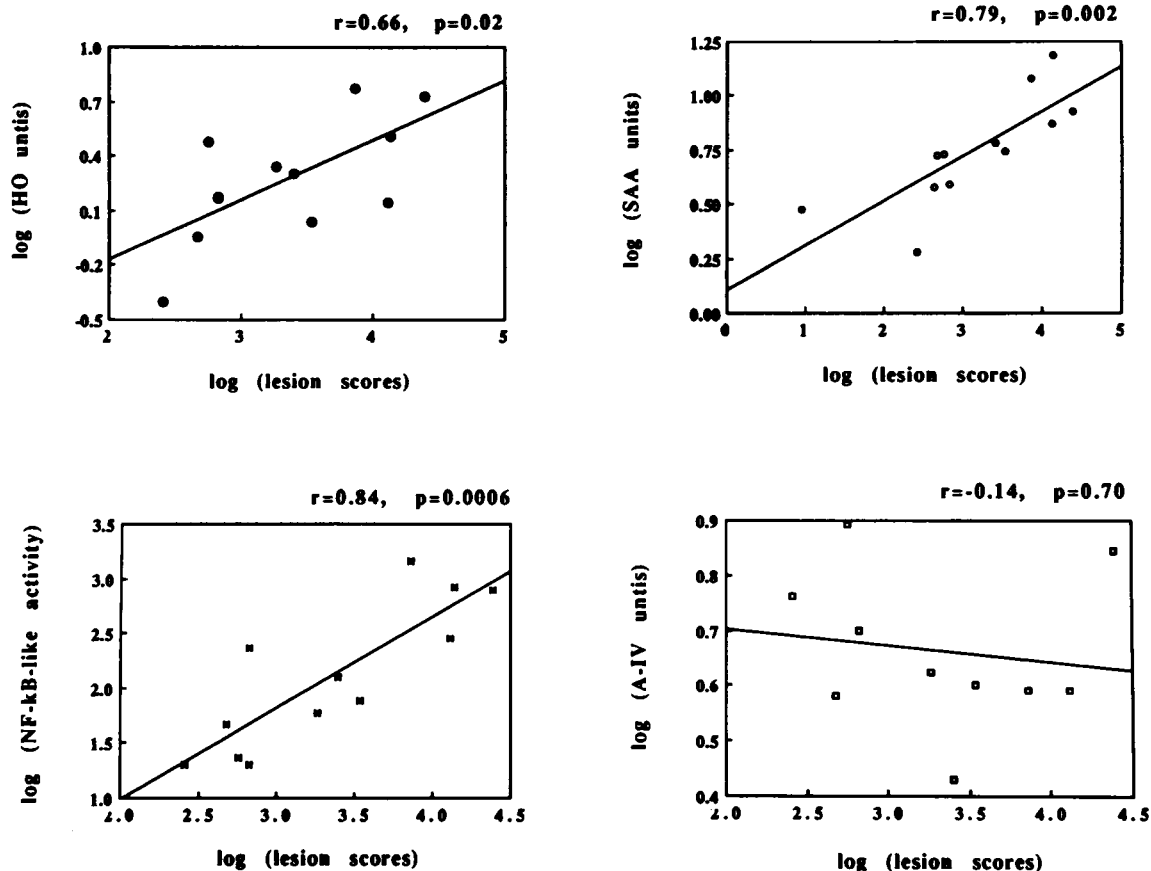 r=0.66, p=0.02
log (HO untis)
1.0
0.7
0.4
0.1
-0.2
-0.5
2 3 4 5
log (lesion scores)
r=0.79, p=0.002
log (SAA units)
1.25
1.00
0.75
0.50
0.25
0.00
0 1 2 3 4 5
log (lesion scores)
r=0.84, p=0.0006
log (NF-kB-like activity)
3.5
3.0
2.5
2.0
1.5
1.0
2.0 2.5 3.0 3.5 4.0 4.5
log (lesion scores)
r=-0.14, p=0.70
log (A-IV untis)
0.9
0.8
0.7
0.6
0.5
0.4
2.0 2.5 3.0 3.5 4.0 4.5
log (lesion scores)